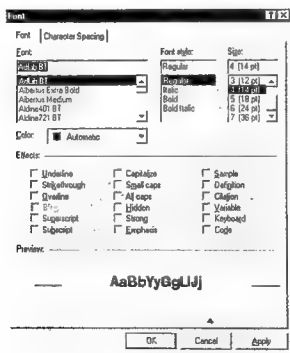 Font
Font Character Spacing
Font: Font style: Size:
AdLib BT Regular 4 (14 pt)
AdLib BT Regular 3 (12 pt)
Albertus Extra Bold Italic 4 (14 pt)
Albertus Medium Bold 5 (18 pt)
Aldine401 BT Bold Italic 6 (24 pt)
Aldine721 BT 7 (36 pt)
Color: Automatic
Effects:
Underline Capitalize Sample
Strikethrough Small caps Definition
Overline All caps Citation
Hidden Variable
Superscript Strong Keyboard
Subscript Emphasis Code
Preview:
AaBbYyGgLlJj
OK Cancel Apply